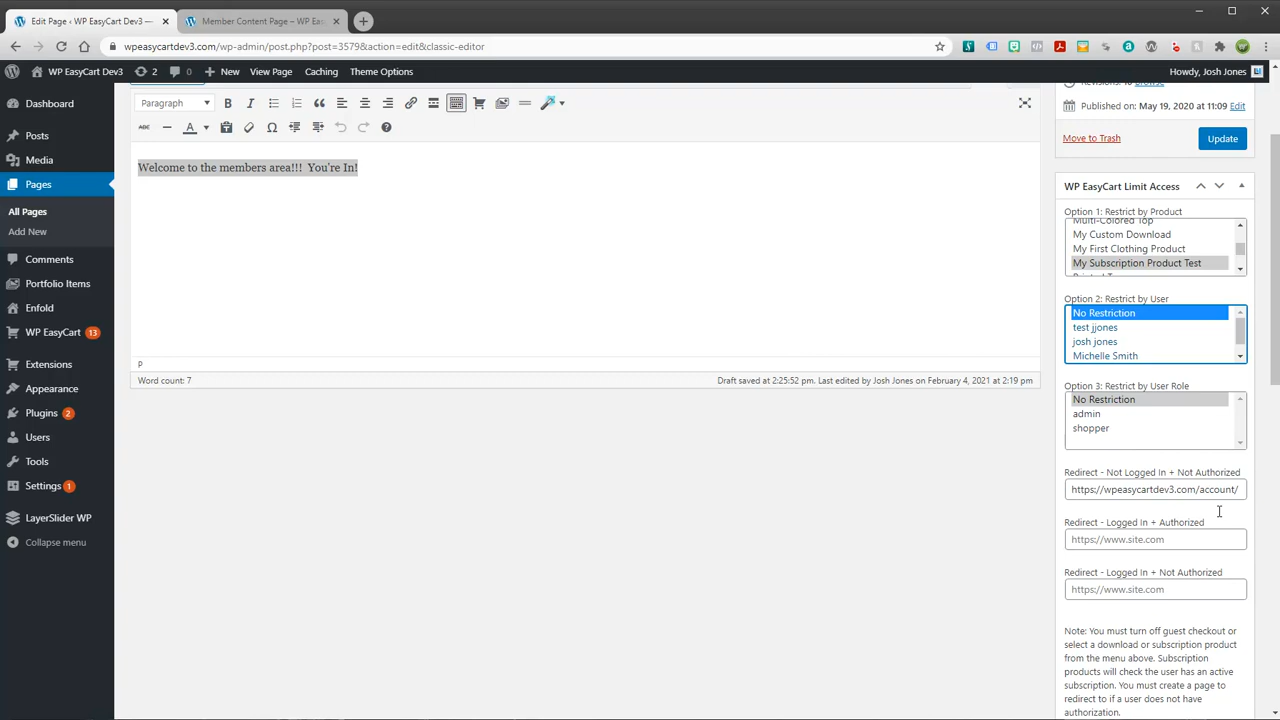 Edit Page ‹ WP EasyCart Dev3 —
Member Content Page – WP Eas
wpeasycartdev3.com/wp-admin/post.php?post=3579&action=edit&classic-editor
WP EasyCart Dev3
2
0
New
View Page
Caching
Theme Options
Howdy, Josh Jones
Dashboard
Posts
Media
Pages
All Pages
Add New
Comments
Portfolio Items
Enfold
WP EasyCart 13
Extensions
Appearance
Plugins 2
Users
Tools
Settings 1
LayerSlider WP
Collapse menu
Paragraph
B I
ABC
A
Welcome to the members area!!! You're In!
P
Word count: 7
Draft saved at 2:25:52 pm. Last edited by Josh Jones on February 4, 2021 at 2:19 pm
Revisions: 10 Browse
Published on: May 19, 2020 at 11:09 Edit
Move to Trash
Update
WP EasyCart Limit Access
Option 1: Restrict by Product
Multi-Colored Top
My Custom Download
My First Clothing Product
My Subscription Product Test
Option 2: Restrict by User
No Restriction
test jjones
josh jones
Michelle Smith
Option 3: Restrict by User Role
No Restriction
admin
shopper
Redirect - Not Logged In + Not Authorized
https://wpeasycartdev3.com/account/
Redirect - Logged In + Authorized
https://www.site.com
Redirect - Logged In + Not Authorized
https://www.site.com
Note: You must turn off guest checkout or
select a download or subscription product
from the menu above. Subscription
products will check the user has an active
subscription. You must create a page to
redirect to if a user does not have
authorization.